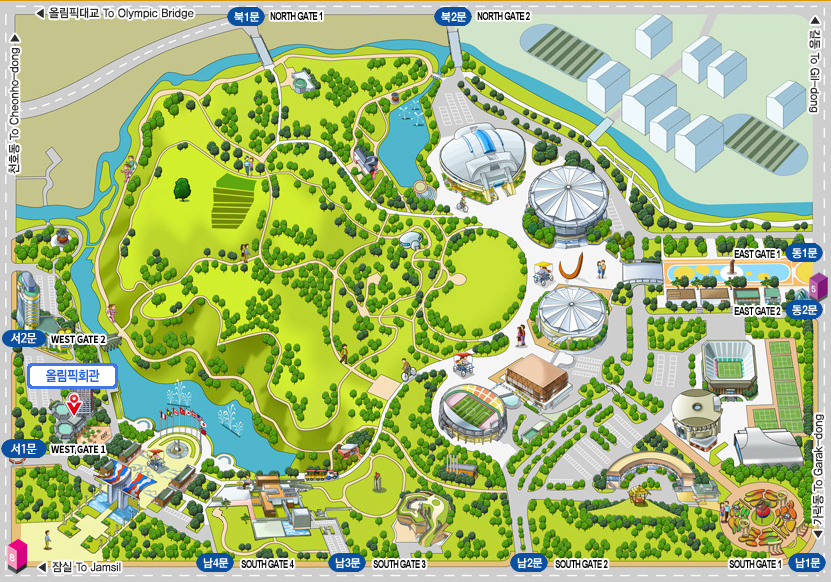 ◀ 올림픽대교 To Olympic Bridge
북1문 NORTH GATE 1
북2문 NORTH GATE 2
▲ 천호동 To Cheonho-dong
▲ 길동 To Gil-dong
EAST GATE 1 동1문
5
EAST GATE 2 동2문
서2문 WEST GATE 2
올림픽회관
서1문 WEST GATE 1
가락동 To Garak-dong ▼
8
◀ 잠실 To Jamsil
남4문 SOUTH GATE 4
남3문 SOUTH GATE 3
남2문 SOUTH GATE 2
SOUTH GATE 1 남1문